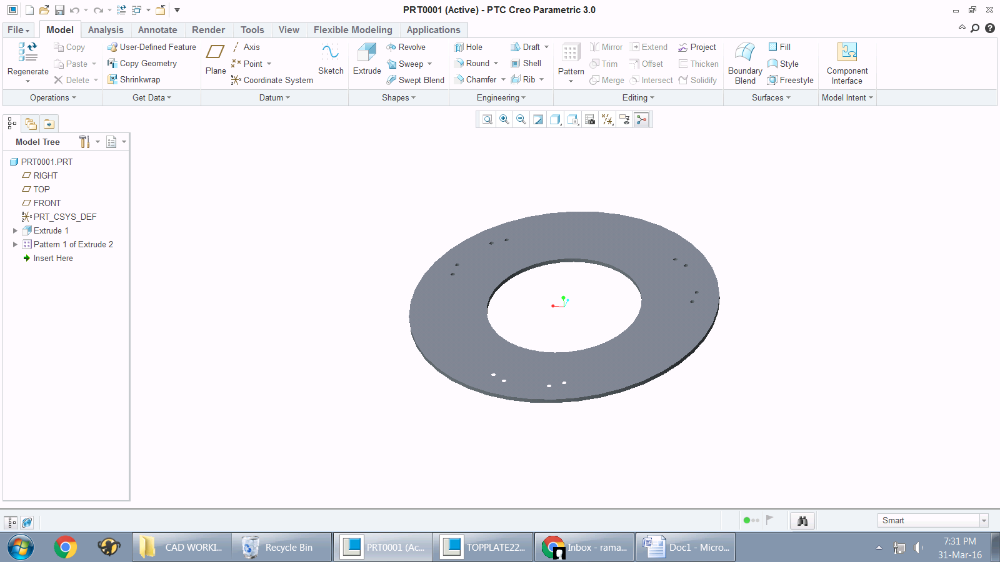 PRT0001 (Active) - PTC Creo Parametric 3.0
File Model Analysis Annotate Render Tools View Flexible Modeling Applications
Regenerate
Copy
Paste
Delete
Operations
User-Defined Feature
Copy Geometry
Shrinkwrap
Get Data
Plane
Axis
Point
Coordinate System
Sketch
Datum
Extrude
Revolve
Sweep
Swept Blend
Shapes
Hole
Round
Chamfer
Draft
Shell
Rib
Engineering
Pattern
Mirror
Trim
Merge
Extend
Offset
Intersect
Project
Thicken
Solidify
Editing
Boundary
Blend
Fill
Style
Freestyle
Surfaces
Component
Interface
Model Intent
Model Tree
PRT0001.PRT
RIGHT
TOP
FRONT
PRT_CSYS_DEF
Extrude 1
Pattern 1 of Extrude 2
Insert Here
Smart
CAD WORKI...
Recycle Bin
PRT0001 (Ac...
TOPPLATE22...
Inbox - rama...
Doc1 - Micro...
7:31 PM
31-Mar-16